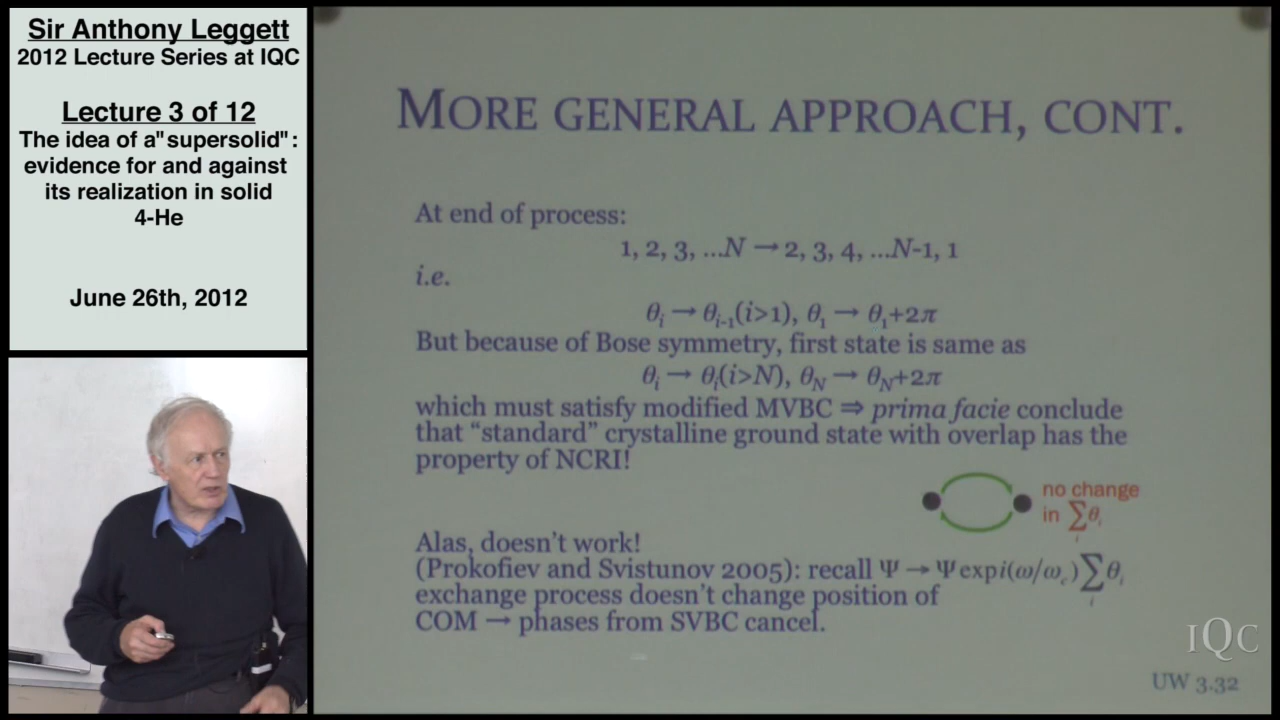 Sir Anthony Leggett
2012 Lecture Series at IQC
Lecture 3 of 12
The idea of a"supersolid":
evidence for and against
its realization in solid
4-He
June 26th, 2012
MORE GENERAL APPROACH, CONT.
At end of process:
1, 2, 3, ...N → 2, 3, 4, ...N-1, 1
i.e.
θᵢ → θᵢ₋₁(i>1), θ₁ → θ₁+2π
But because of Bose symmetry, first state is same as
θᵢ → θᵢ(i>N), θ_N → θ_N+2π
which must satisfy modified MVBC ⇒ prima facie conclude
that “standard” crystalline ground state with overlap has the
property of NCRI!
no change
in ∑θᵢ
i
Alas, doesn’t work!
(Prokofiev and Svistunov 2005): recall Ψ → Ψ exp i(ω/ω_c)∑θᵢ
i
exchange process doesn’t change position of
COM → phases from SVBC cancel.
IQC
UW 3.32